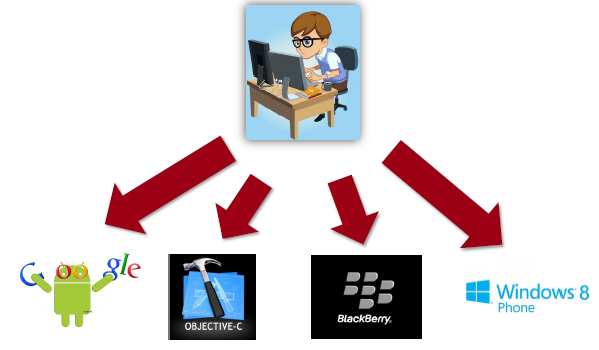 Google
OBJECTIVE-C
BlackBerry.
Windows 8
Phone